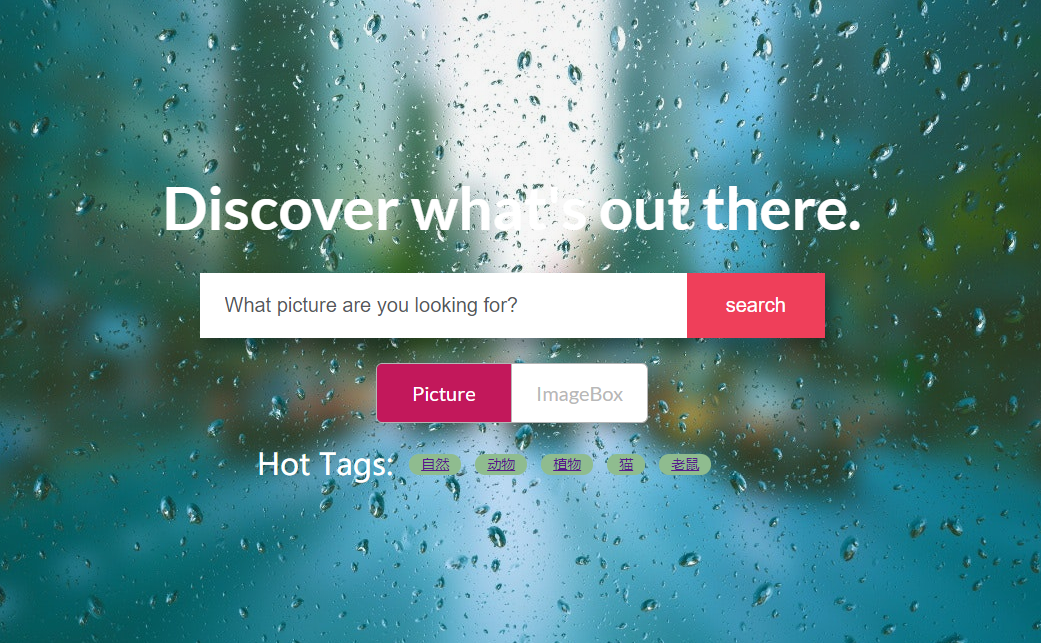 Discover what's out there.
What picture are you looking for? search
Picture ImageBox
Hot Tags: 自然 动物 植物 猫 老鼠